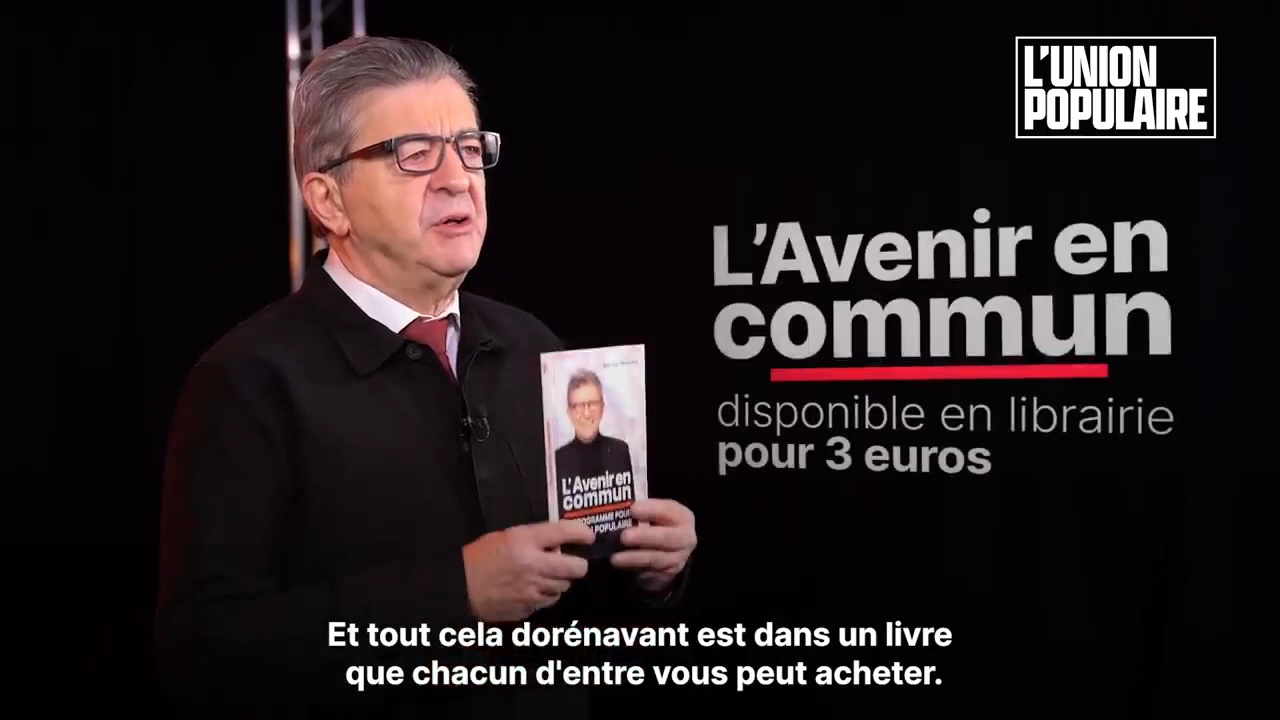 L'UNION
POPULAIRE
L'Avenir en
commun
disponible en librairie
pour 3 euros
L'Avenir en
commun
Et tout cela dorénavant est dans un livre
que chacun d'entre vous peut acheter.